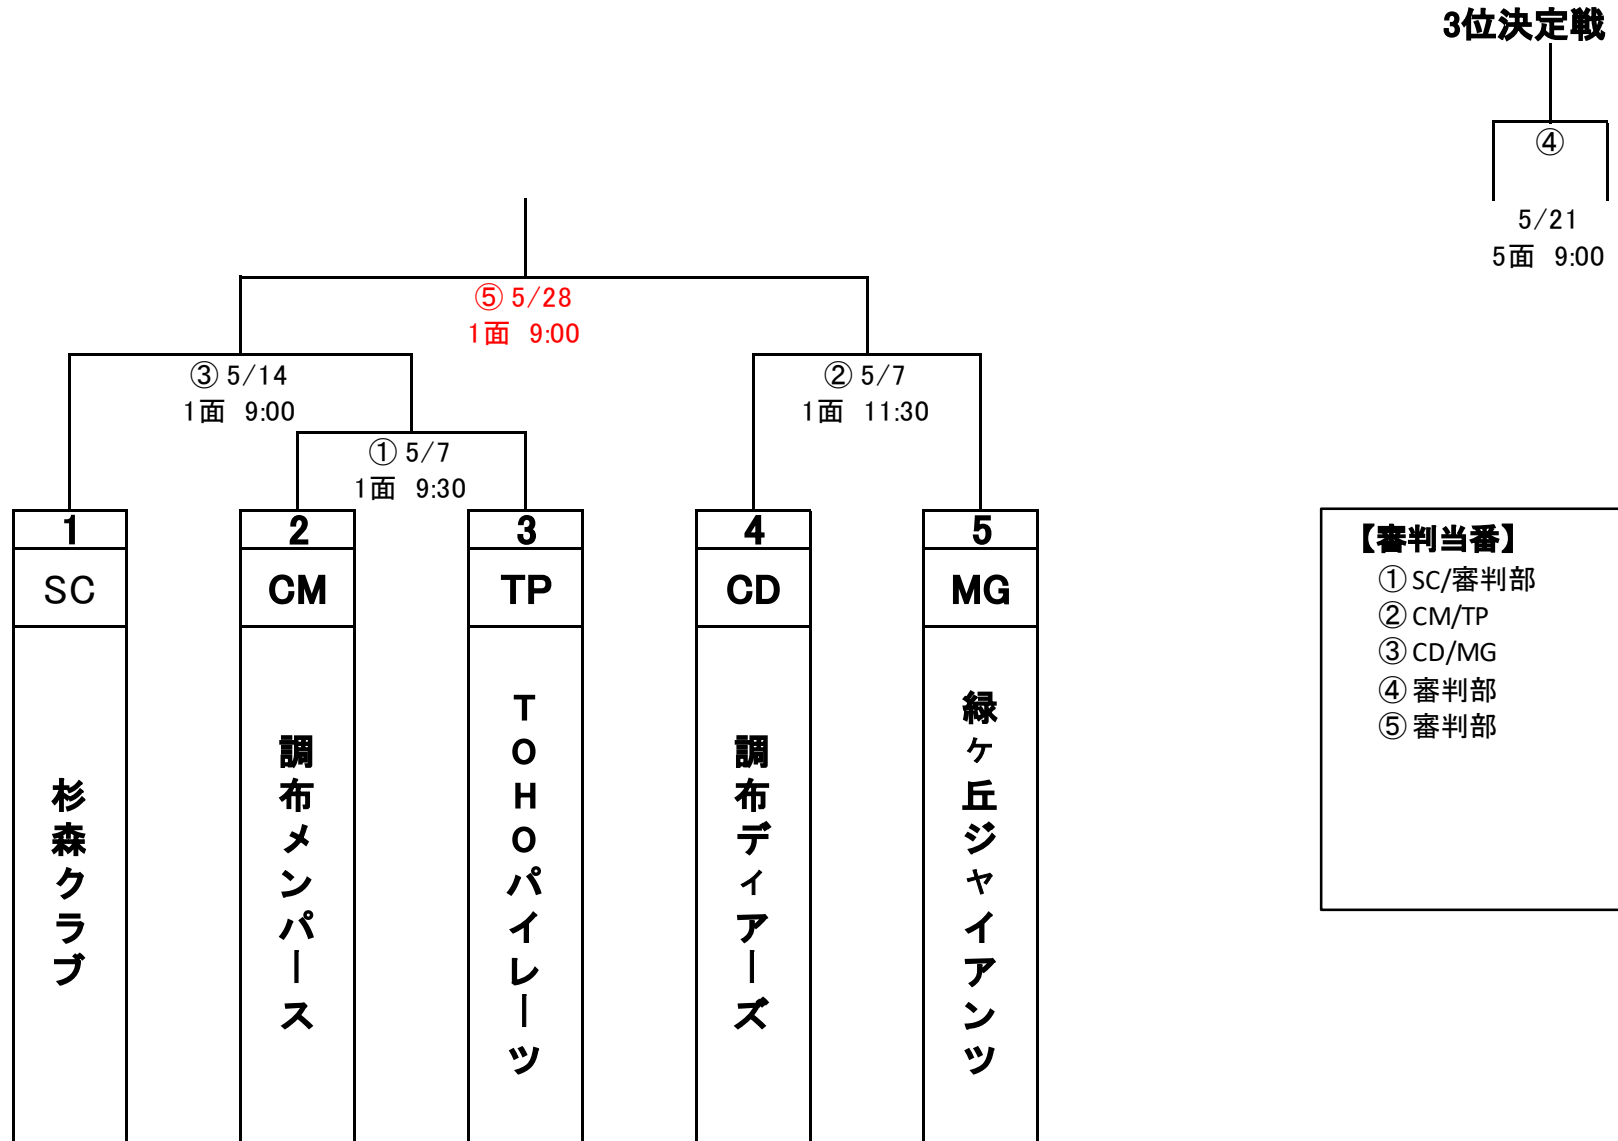 3位決定戦
④
5/21
5面 9:00
⑤ 5/28
1面 9:00
③ 5/14
1面 9:00
② 5/7
1面 11:30
① 5/7
1面 9:30
1
2
3
4
5
SC
CM
TP
CD
MG
杉森クラブ
調布メンパース
TOHOパイレーツ
調布ディアーズ
緑ヶ丘ジャイアンツ
【審判当番】
① SC/審判部
② CM/TP
③ CD/MG
④ 審判部
⑤ 審判部